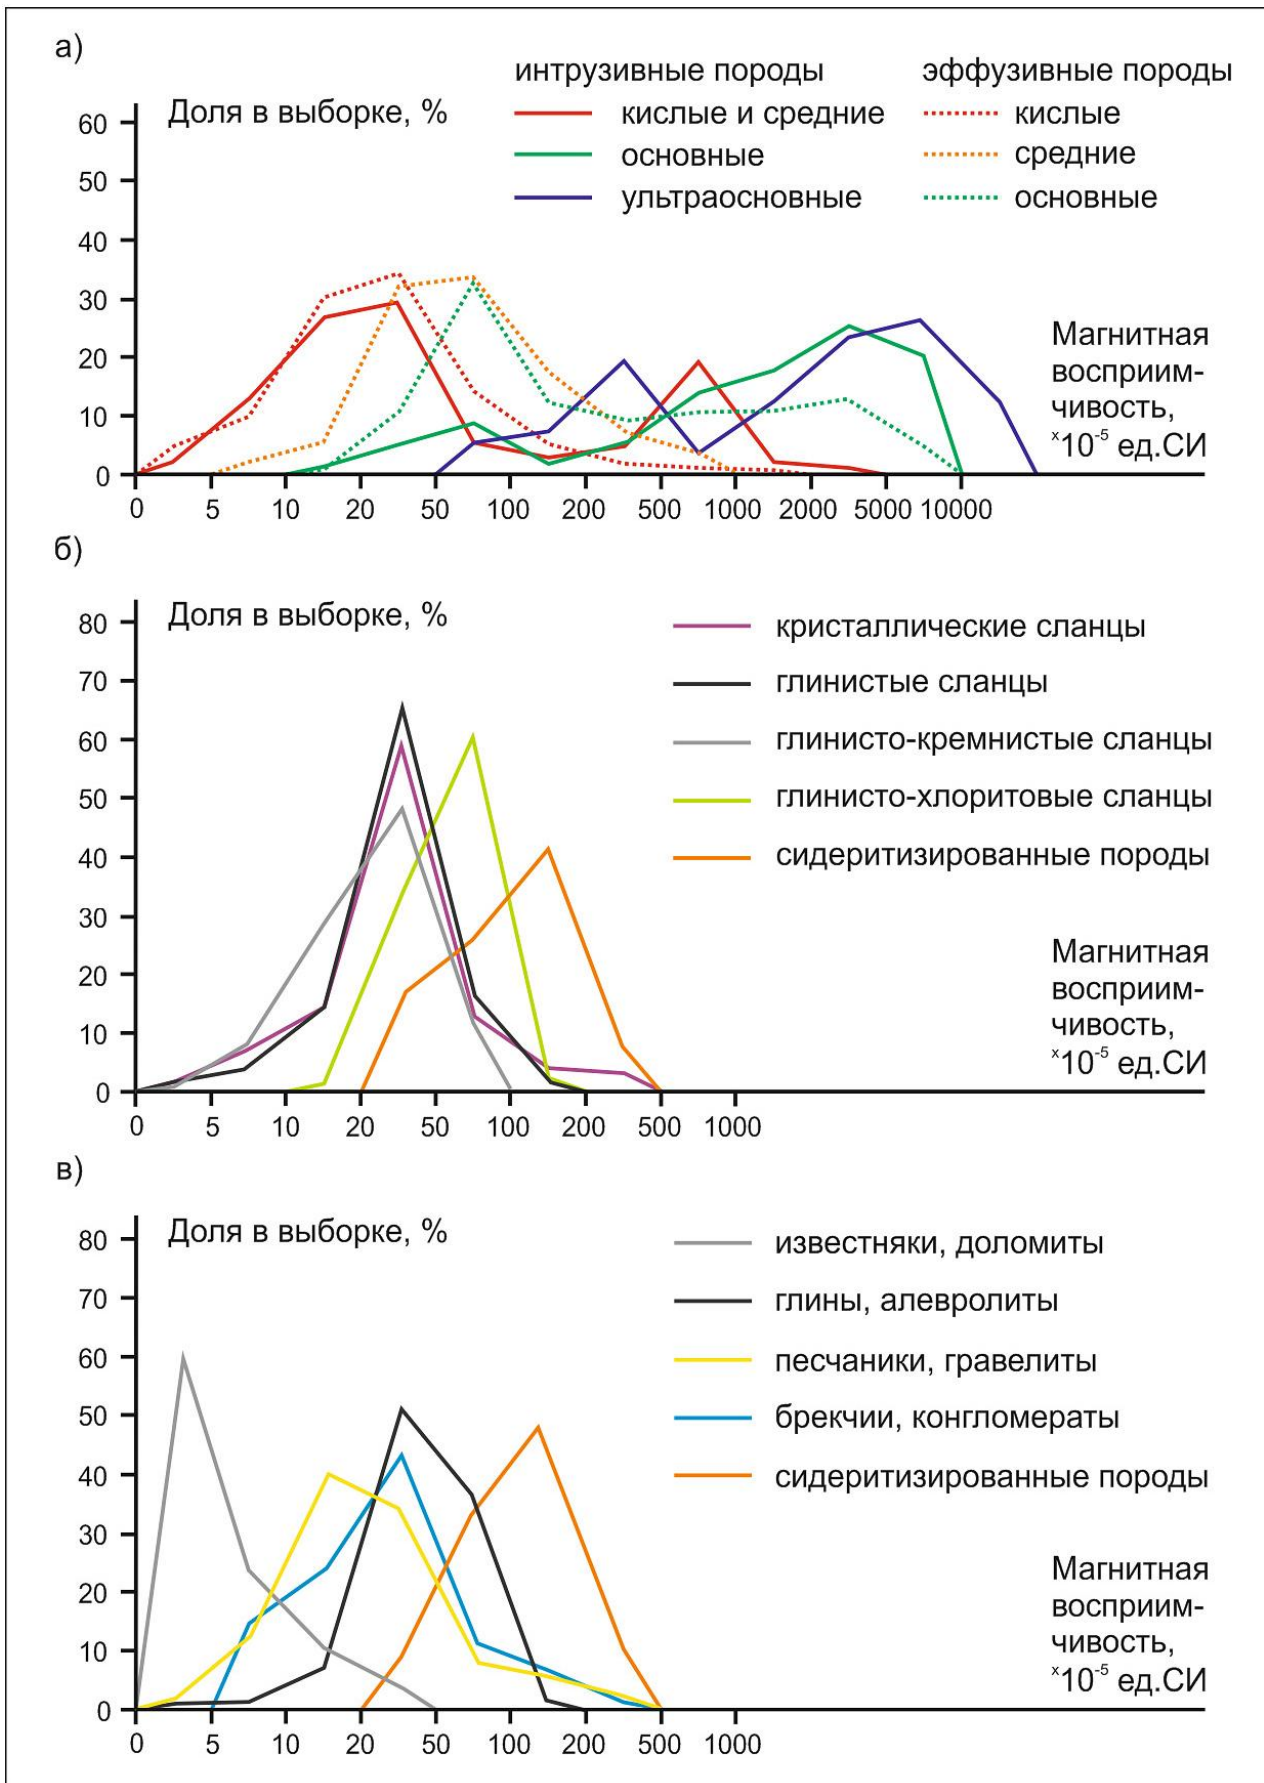 а)
интрузивные породы
эффузивные породы
Доля в выборке, %
кислые и средние
кислые
основные
средние
ультраосновные
основные
60
50
40
30
20
10
0
Магнитная
восприим-
чивость,
x10-5 ед.СИ
0 5 10 20 50 100 200 500 1000 2000 5000 10000
б)
Доля в выборке, %
кристаллические сланцы
глинистые сланцы
глинисто-кремнистые сланцы
глинисто-хлоритовые сланцы
сидеритизированные породы
80
70
60
50
40
30
20
10
0
Магнитная
восприим-
чивость,
x10-5 ед.СИ
0 5 10 20 50 100 200 500 1000
в)
Доля в выборке, %
известняки, доломиты
глины, алевролиты
песчаники, гравелиты
брекчии, конгломераты
сидеритизированные породы
80
70
60
50
40
30
20
10
0
Магнитная
восприим-
чивость,
x10-5 ед.СИ
0 5 10 20 50 100 200 500 1000